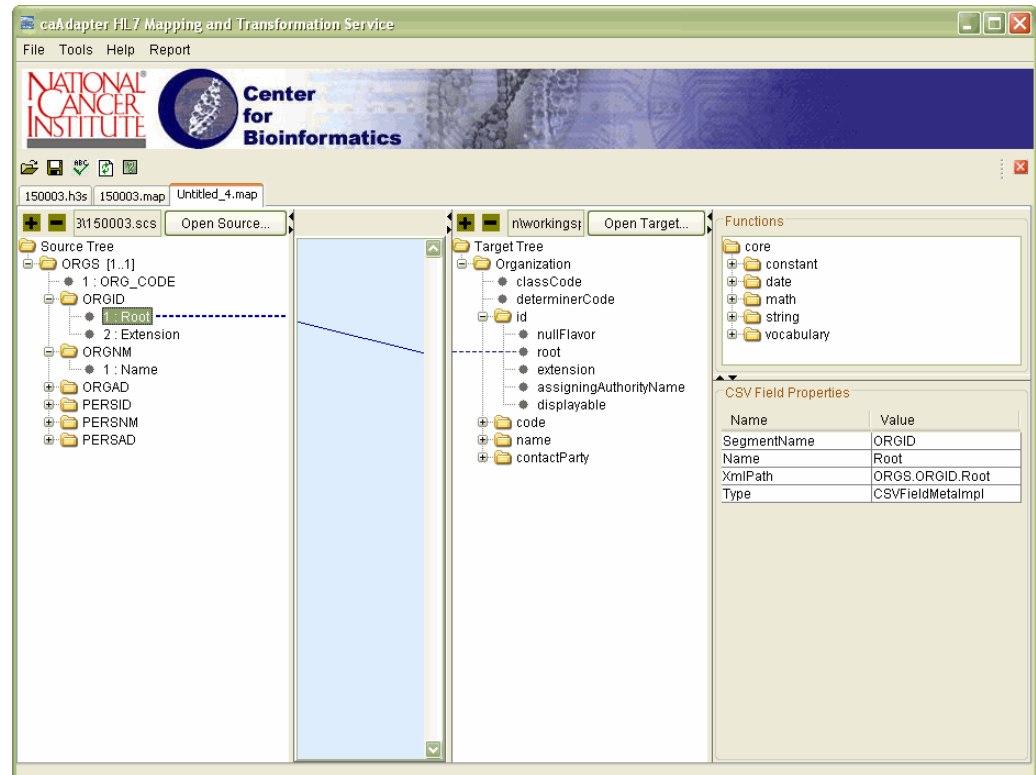 caAdapter HL7 Mapping and Transformation Service
File Tools Help Report
NATIONAL®
CANCER
INSTITUTE
Center
for
Bioinformatics
ABC
150003.h3s 150003.map Untitled_4.map
3\150003.scs Open Source... n\workingsp Open Target...
Source Tree
ORGS [1..1]
1 : ORG_CODE
ORGID
1 : Root
2 : Extension
ORGNM
1 : Name
ORGAD
PERSID
PERSNM
PERSAD
Target Tree
Organization
classCode
determinerCode
id
nullFlavor
root
extension
assigningAuthorityName
displayable
code
name
contactParty
Functions
core
constant
date
math
string
vocabulary
CSV Field Properties
Name Value
SegmentName ORGID
Name Root
XmlPath ORGS.ORGID.Root
Type CSVFieldMetaImpl